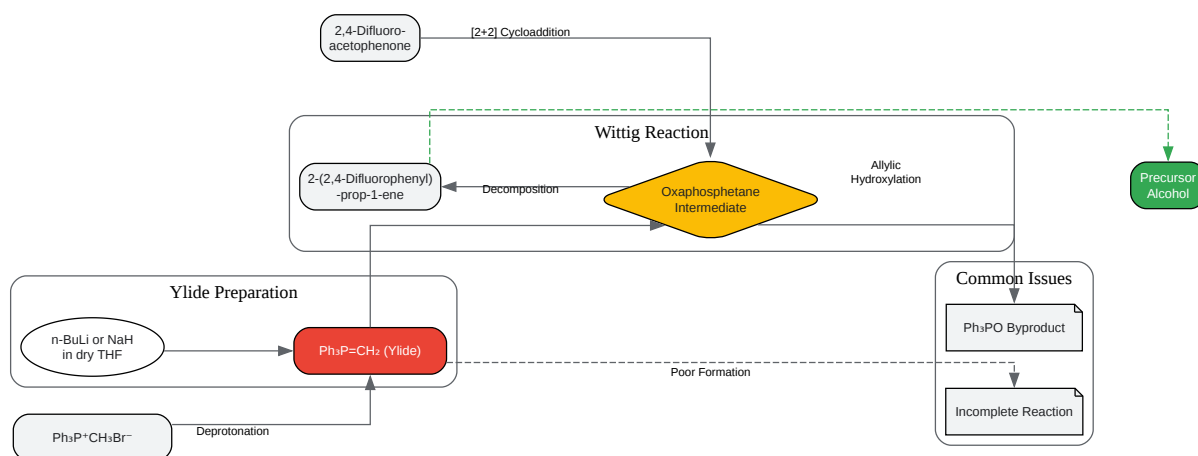 2,4-Difluoro-
acetophenone
[2+2] Cycloaddition
Wittig Reaction
2-(2,4-Difluorophenyl)
-prop-1-ene
Decomposition
Oxaphosphetane
Intermediate
Allylic
Hydroxylation
Precursor
Alcohol
Ylide Preparation
Common Issues
n-BuLi or NaH
in dry THF
Ph₃P=CH₂ (Ylide)
Ph₃PO Byproduct
Poor Formation
Incomplete Reaction
Ph₃P⁺CH₃Br⁻
Deprotonation